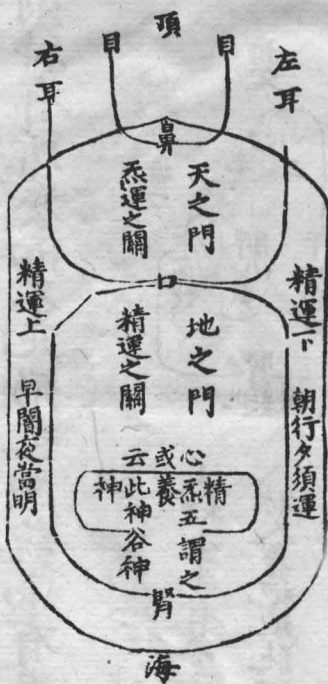 頂
目 目
左耳
右耳
鼻
天之門
炁運之關
口
精運下 朝行夕須運
地之門
精運之關
精運上 早闇夜當明
心炁五謂之
精
或養
云此神谷神
神
腎
海